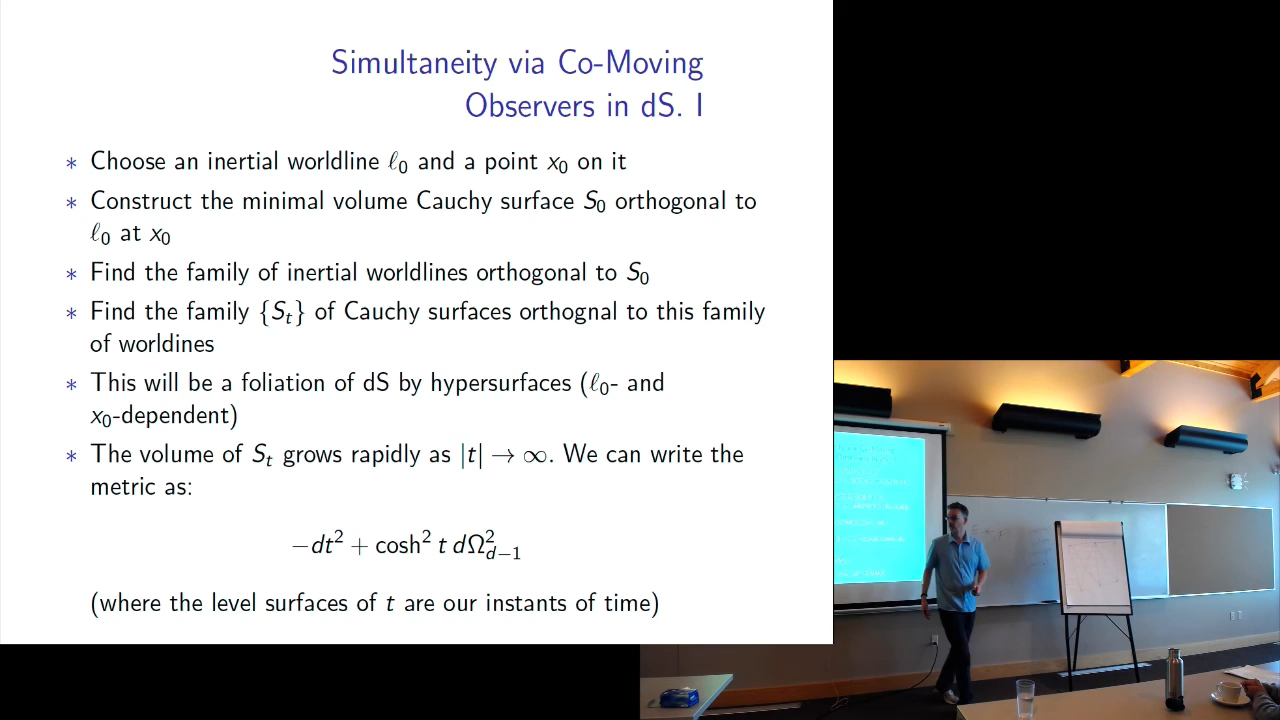 Simultaneity via Co-Moving
Observers in dS. I
* Choose an inertial worldline ℓ₀ and a point x₀ on it
* Construct the minimal volume Cauchy surface S₀ orthogonal to
ℓ₀ at x₀
* Find the family of inertial worldlines orthogonal to S₀
* Find the family {Sₜ} of Cauchy surfaces orthognal to this family
of worldines
* This will be a foliation of dS by hypersurfaces (ℓ₀- and
x₀-dependent)
* The volume of Sₜ grows rapidly as |t| → ∞. We can write the
metric as:
−dt² + cosh² t dΩ²_{d−1}
(where the level surfaces of t are our instants of time)